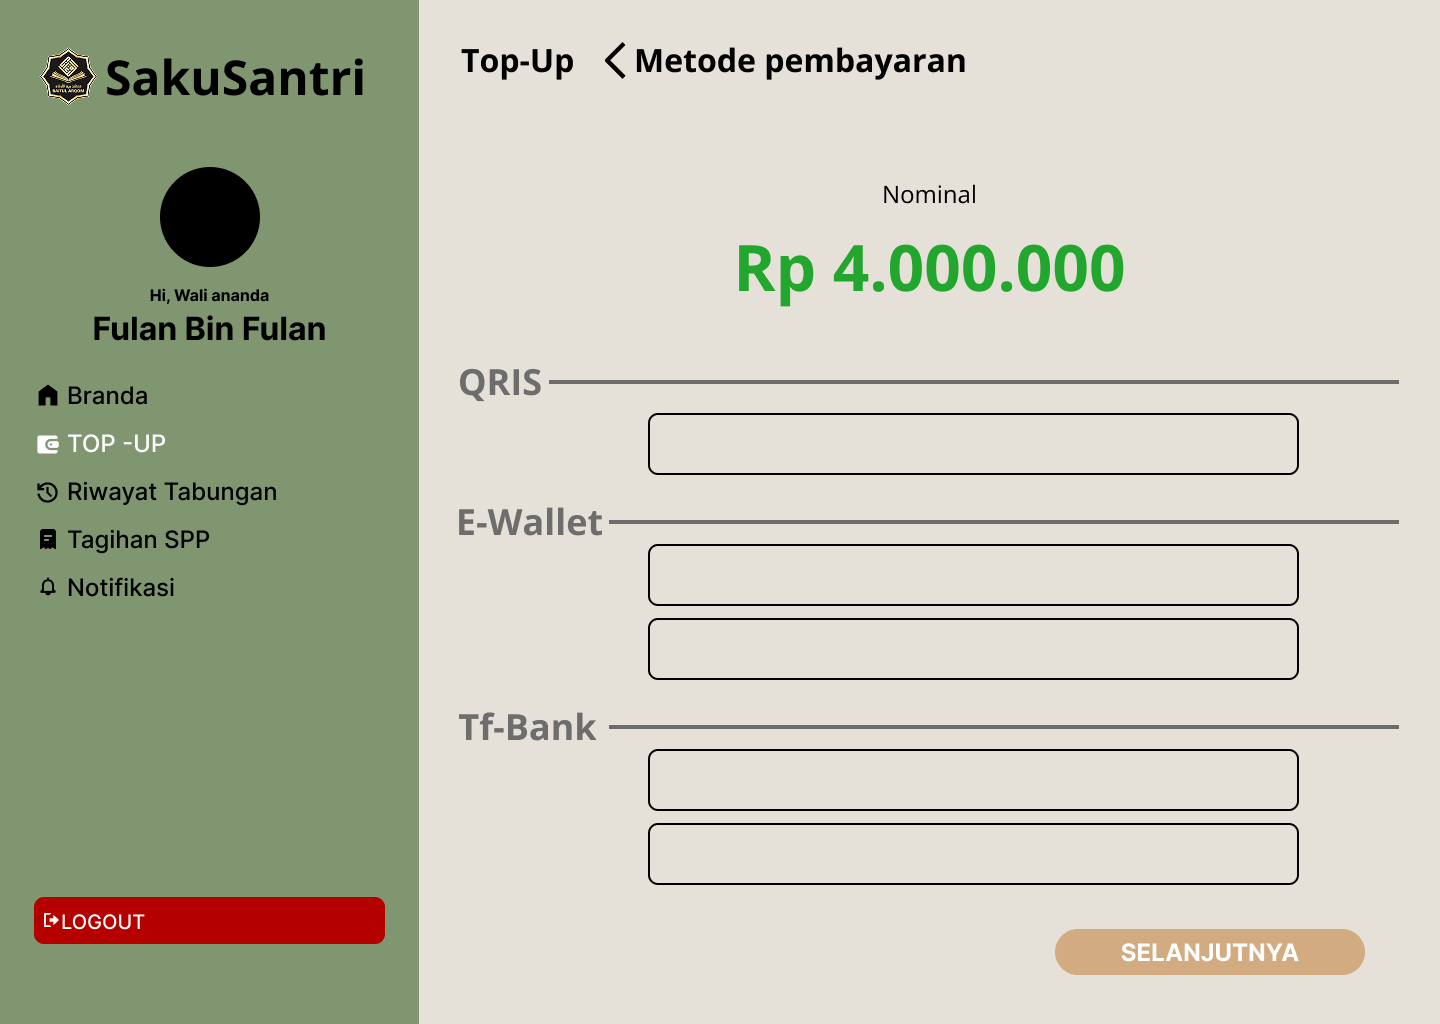 SakuSantri
Hi, Wali ananda
Fulan Bin Fulan
Branda
TOP -UP
Riwayat Tabungan
Tagihan SPP
Notifikasi
LOGOUT
Top-Up
Metode pembayaran
Nominal
Rp 4.000.000
QRIS
E-Wallet
Tf-Bank
SELANJUTNYA